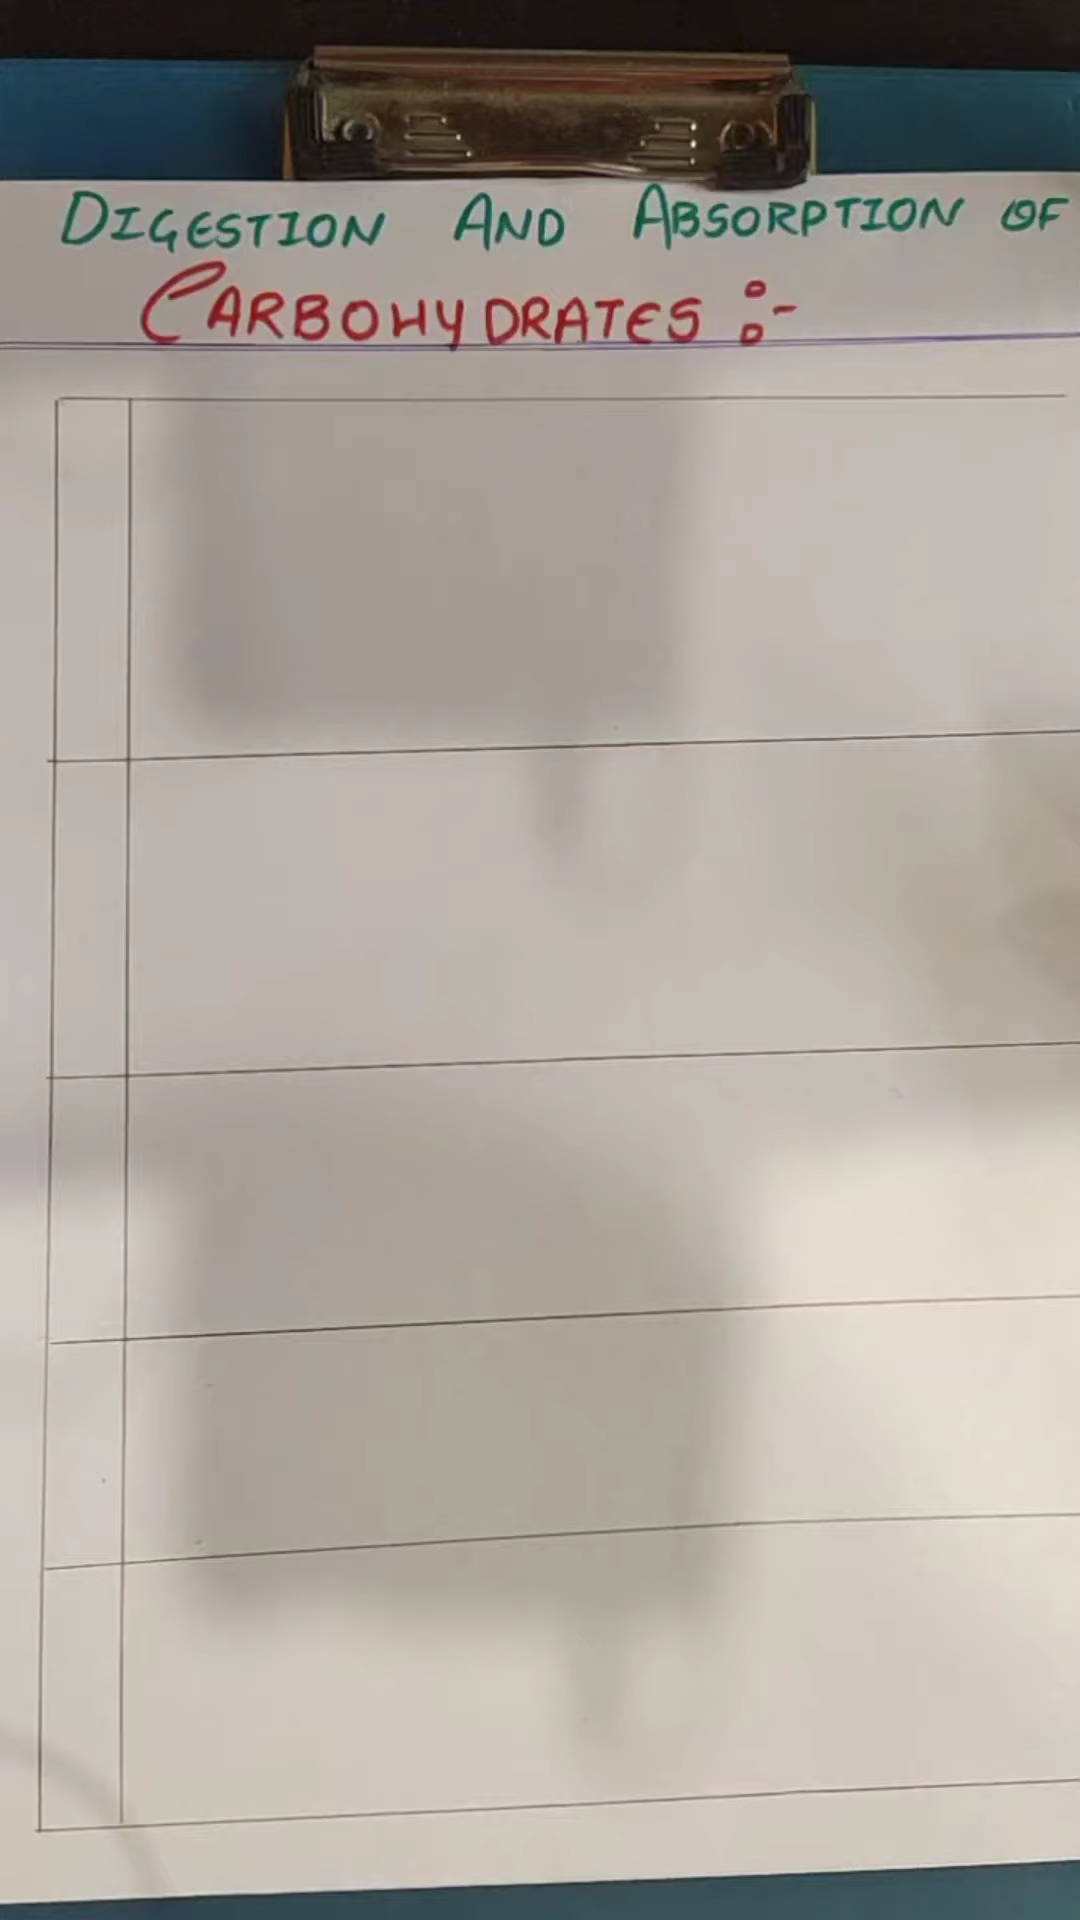 DIGESTION AND ABSORPTION OF
CARBOHYDRATES :-